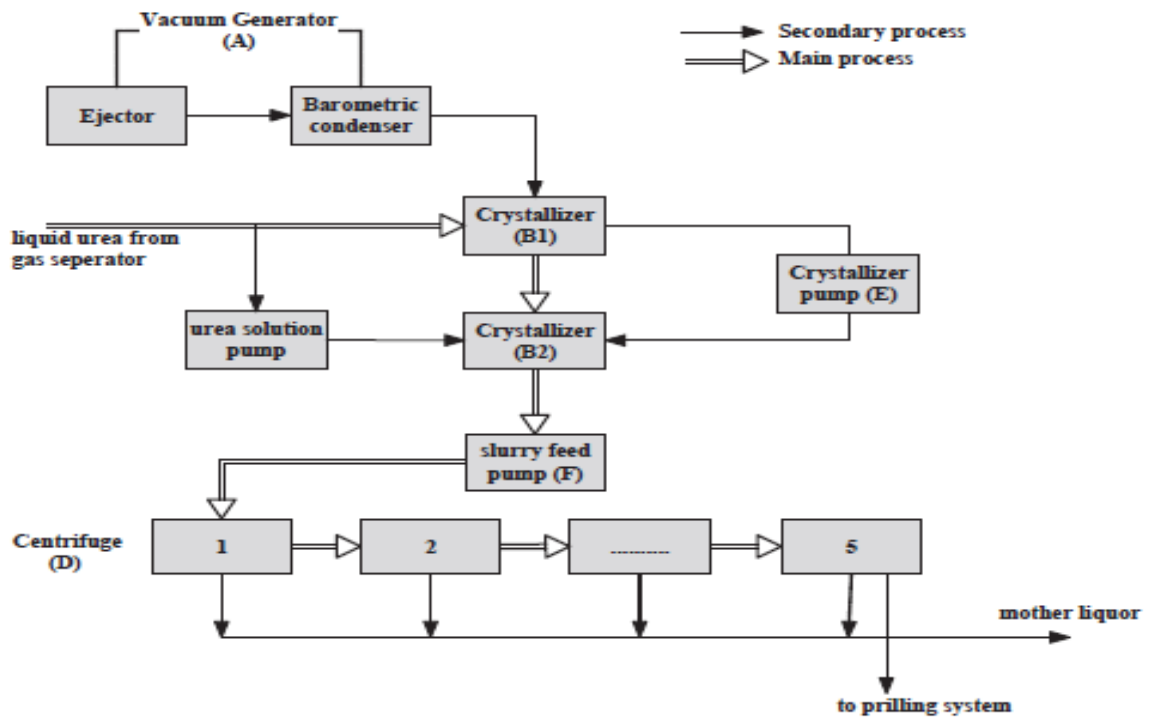 Vacuum Generator
(A)
Secondary process
Main process
Ejector
Barometric
condenser
Crystallizer
(B1)
liquid urea from
gas seperator
Crystallizer
pump (E)
urea solution
pump
Crystallizer
(B2)
slurry feed
pump (F)
Centrifuge
(D)
1
2
..........
5
mother liquor
to prilling system